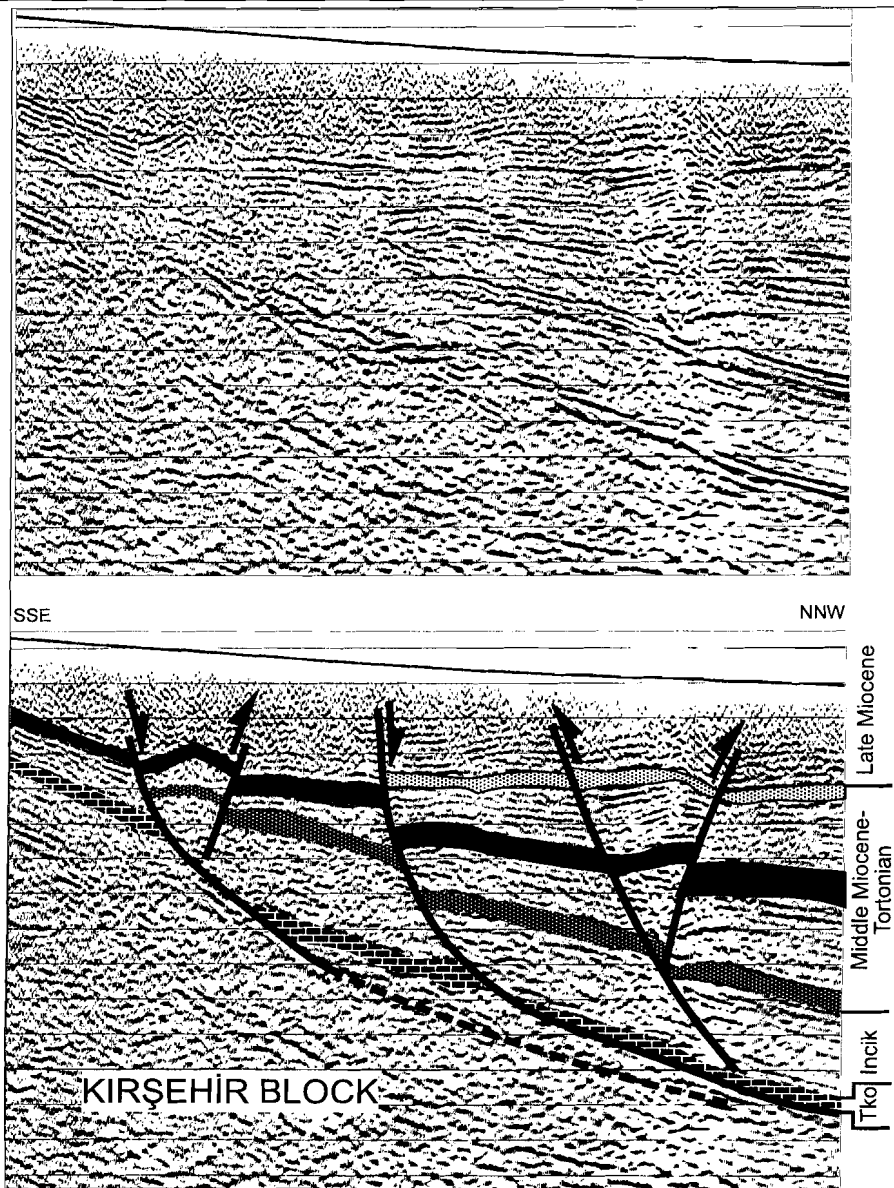 SSE
NNW
Late Miocene
Middle Miocene-
Tortonian
Incik
Tko
KIRŞEHİR BLOCK